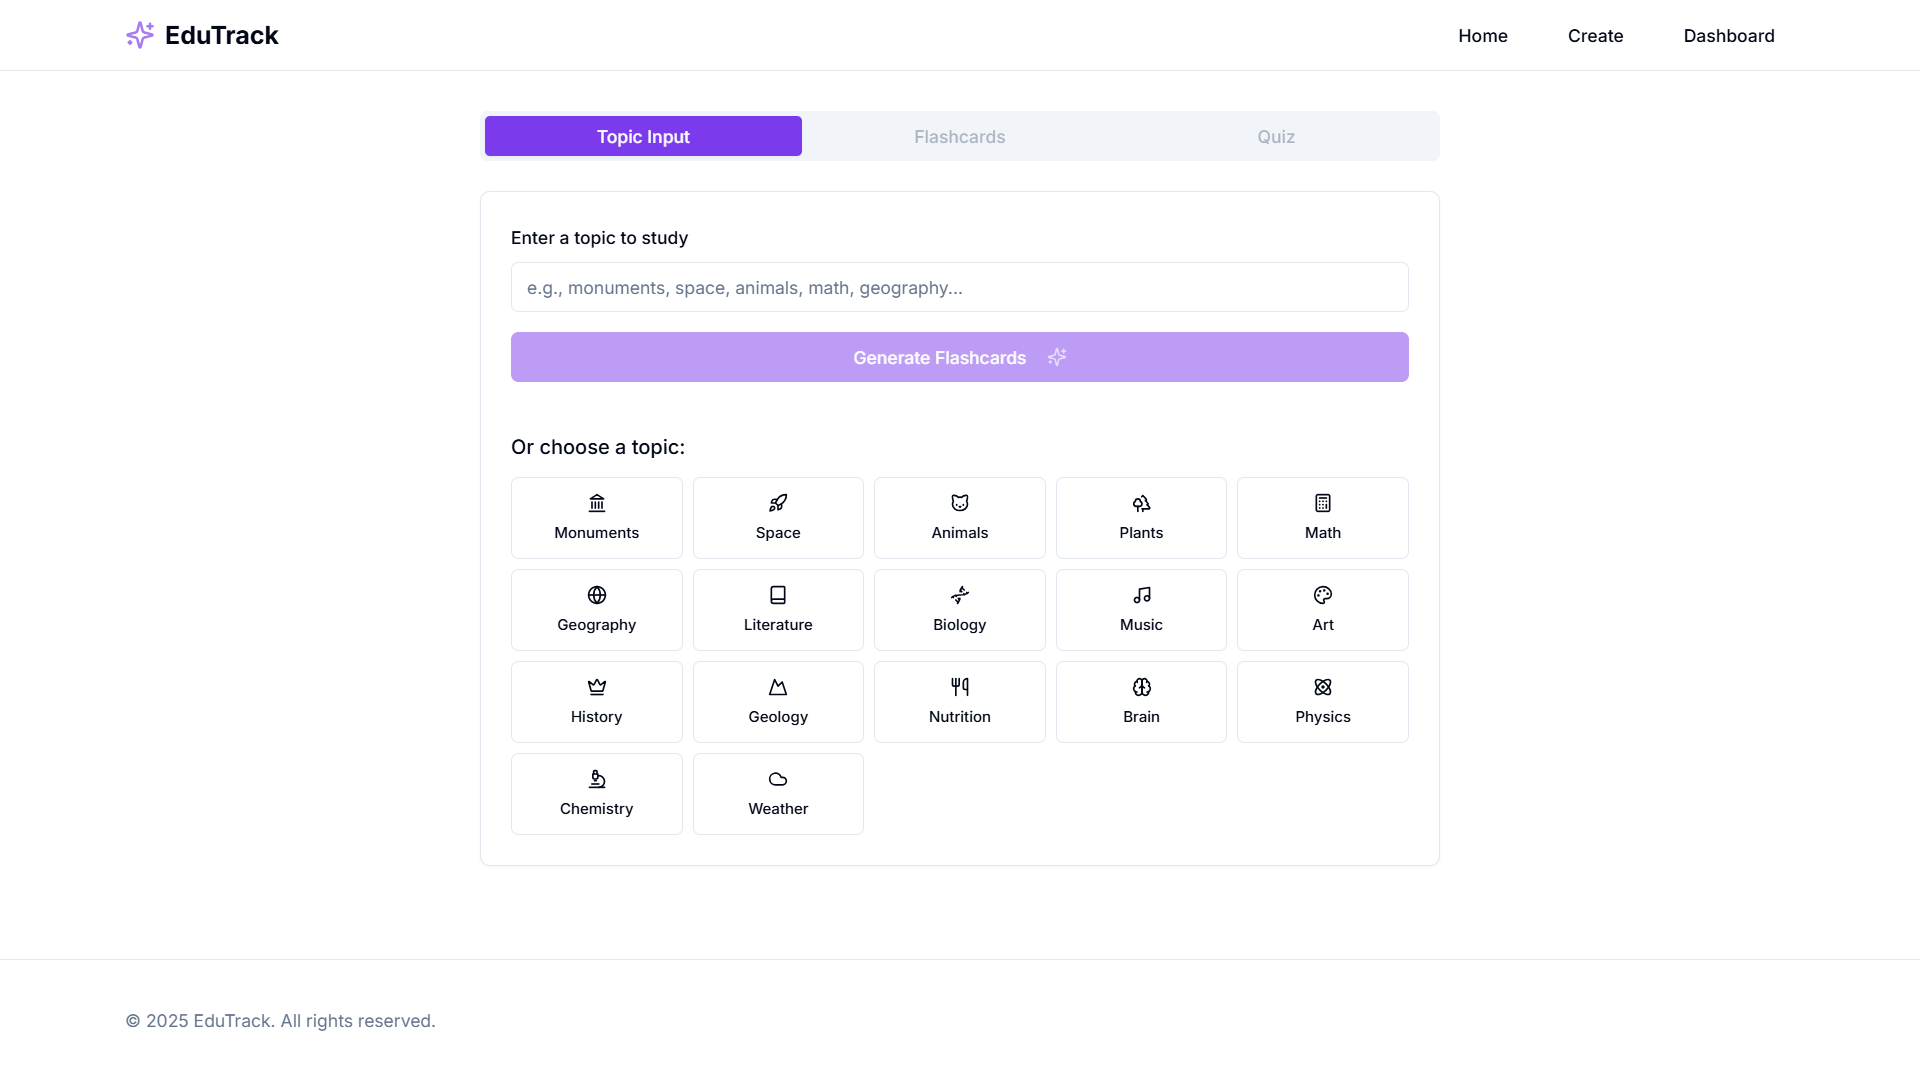 EduTrack
Home Create Dashboard
Topic Input Flashcards Quiz
Enter a topic to study
e.g., monuments, space, animals, math, geography...
Generate Flashcards
Or choose a topic:
Monuments Space Animals Plants Math
Geography Literature Biology Music Art
History Geology Nutrition Brain Physics
Chemistry Weather
© 2025 EduTrack. All rights reserved.